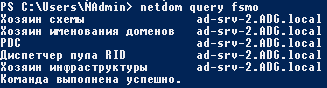 PS C:\Users\NAdmin> netdom query fsmo
Хозяин схемы ad-srv-2.ADG.local
Хозяин именования доменов ad-srv-2.ADG.local
PDC ad-srv-2.ADG.local
Диспетчер пула RID ad-srv-2.ADG.local
Хозяин инфраструктуры ad-srv-2.ADG.local
Команда выполнена успешно.